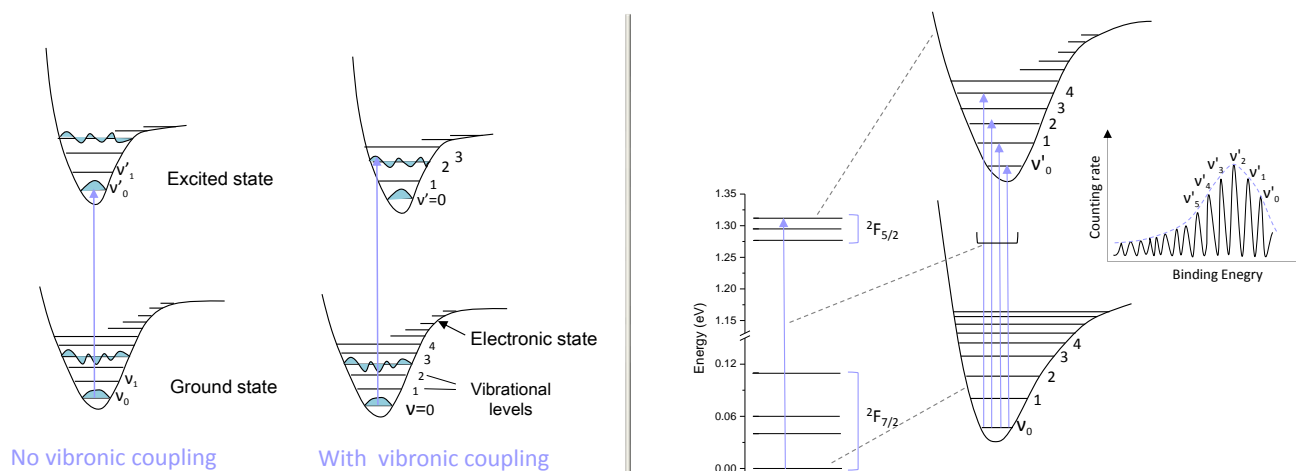 Excited state
ν'₁
ν'₀
3
2
1
ν'=0
Ground state
ν₁
ν₀
Electronic state
4
3
2
1
ν=0
Vibrational
levels
No vibronic coupling
With vibronic coupling
Energy (eV)
1.35
1.30
1.25
1.20
1.15
0.12
0.06
0.00
²F₅/₂
²F₇/₂
4
3
2
1
ν'₀
4
3
2
1
ν₀
Counting rate
ν'₅
ν'₄
ν'₃
ν'₂
ν'₁
ν'₀
Binding Enegry